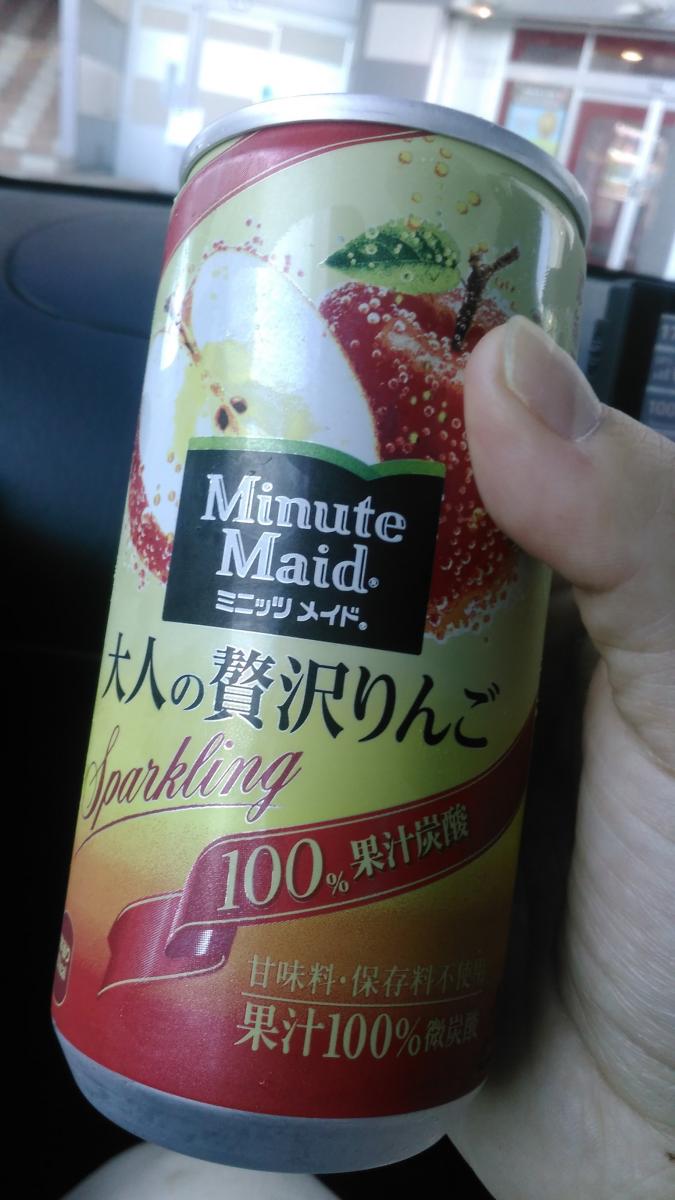 Minute
Maid®
ミニッツ メイド®
大人の贅沢りんご
Sparkling
100%果汁炭酸
甘味料・保存料不使用
果汁100%微炭酸